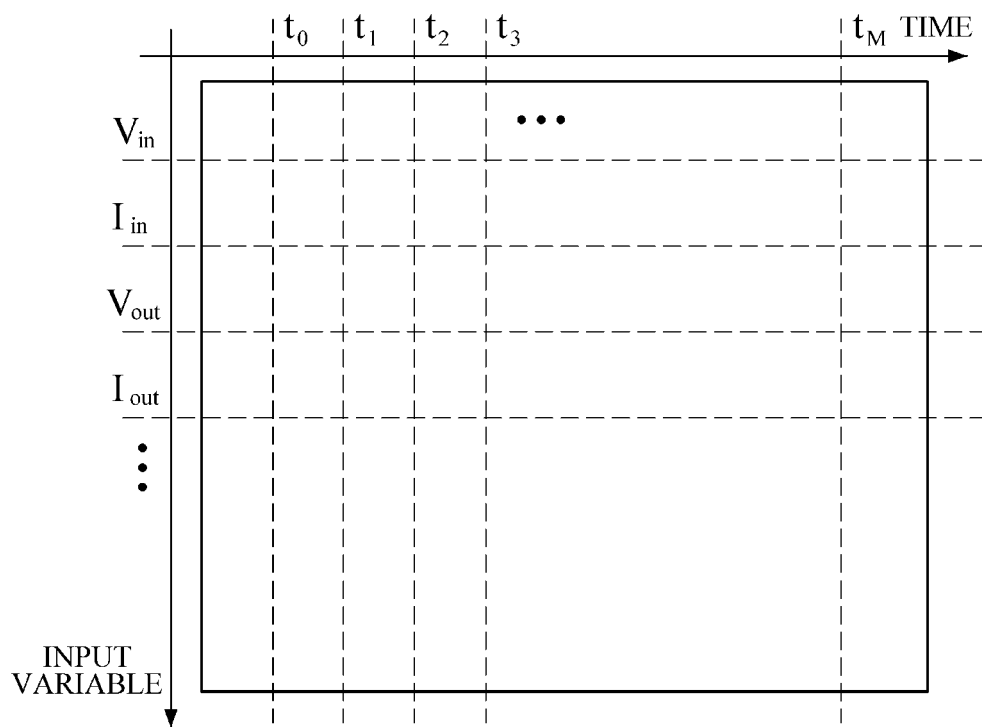 t0 t1 t2 t3 tM TIME
Vin
Iin
Vout
Iout
INPUT
VARIABLE